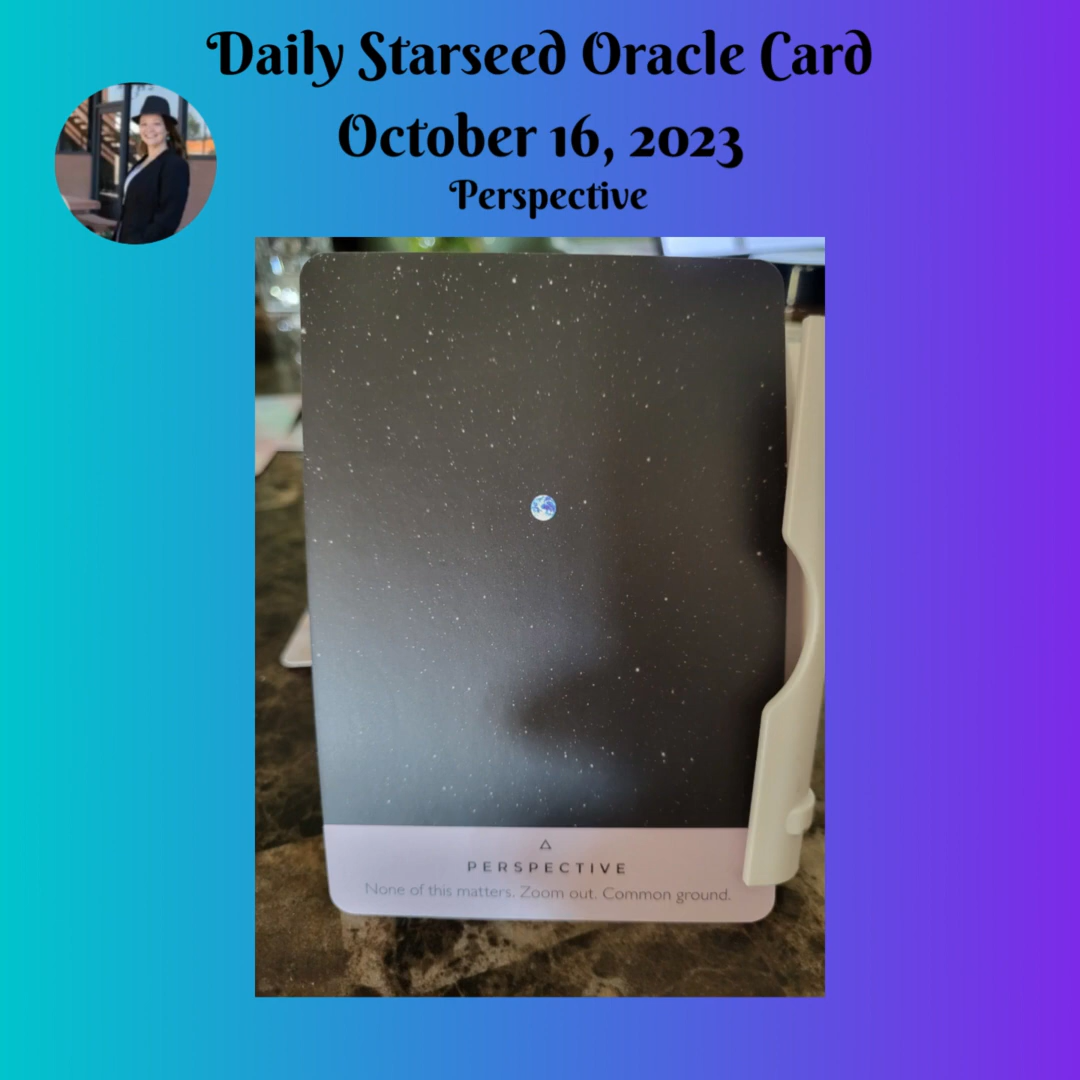 Daily Starseed Oracle Card
October 16, 2023
Perspective
PERSPECTIVE
None of this matters. Zoom out. Common ground.